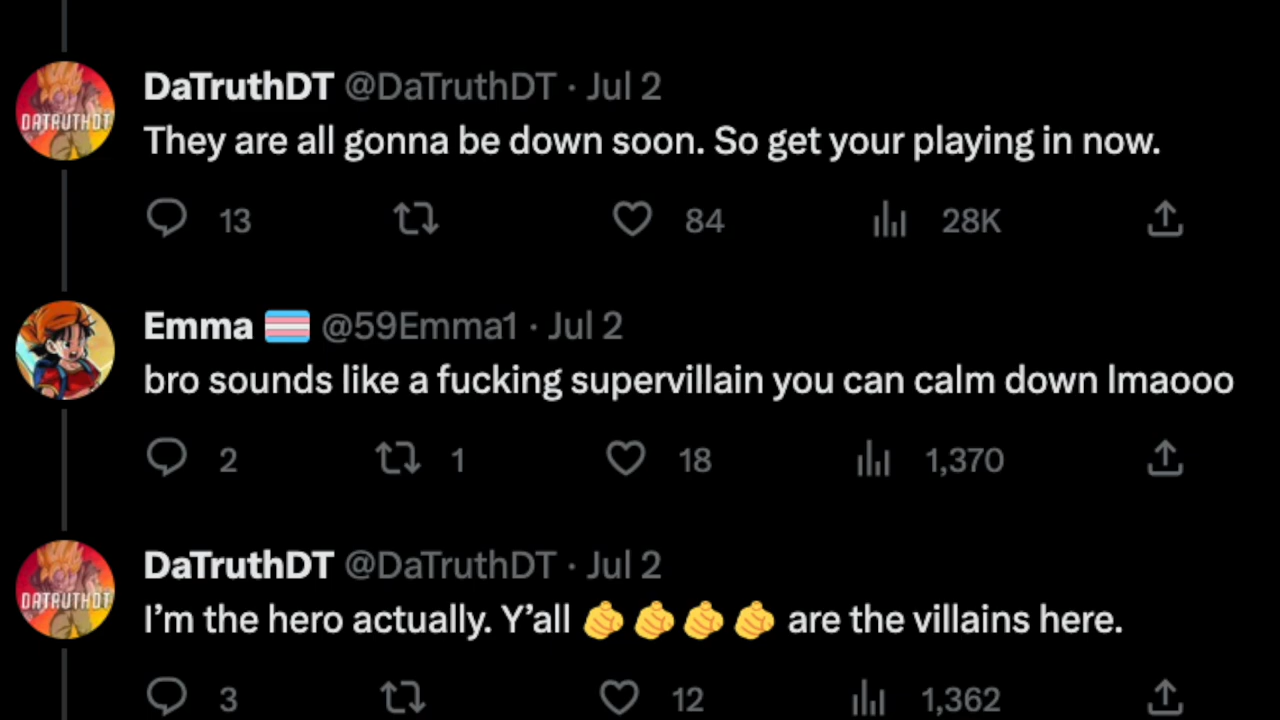 DaTruthDT @DaTruthDT · Jul 2
DATRUTHDT
They are all gonna be down soon. So get your playing in now.
13 84 28K
Emma 🏳️‍⚧️ @59Emma1 · Jul 2
bro sounds like a fucking supervillain you can calm down lmaooo
2 1 18 1,370
DaTruthDT @DaTruthDT · Jul 2
DATRUTHDT
I'm the hero actually. Y'all 🫵🫵🫵🫵 are the villains here.
3 12 1,362